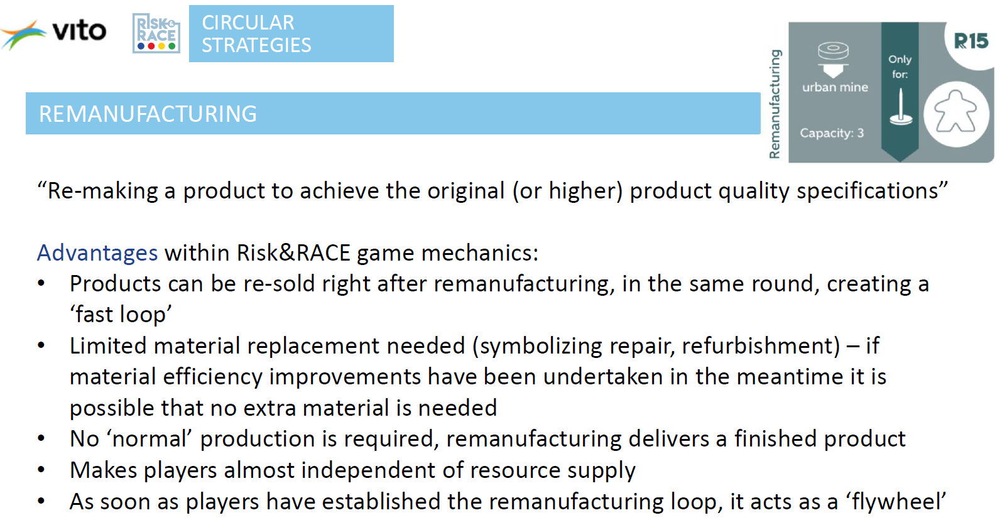 vito
RISK&
RACE
CIRCULAR
STRATEGIES
Remanufacturing
urban mine
Capacity: 3
Only
for:
R15
REMANUFACTURING
“Re-making a product to achieve the original (or higher) product quality specifications”
Advantages within Risk&RACE game mechanics:
• Products can be re-sold right after remanufacturing, in the same round, creating a
‘fast loop’
• Limited material replacement needed (symbolizing repair, refurbishment) – if
material efficiency improvements have been undertaken in the meantime it is
possible that no extra material is needed
• No ‘normal’ production is required, remanufacturing delivers a finished product
• Makes players almost independent of resource supply
• As soon as players have established the remanufacturing loop, it acts as a ‘flywheel’